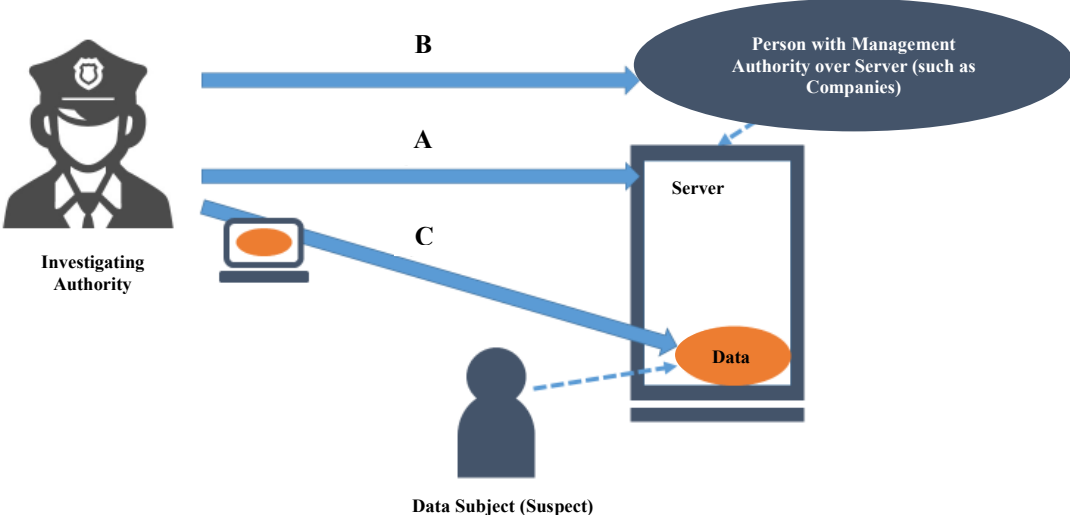 B
Person with Management
Authority over Server (such as
Companies)
A
Server
C
Investigating
Authority
Data
Data Subject (Suspect)